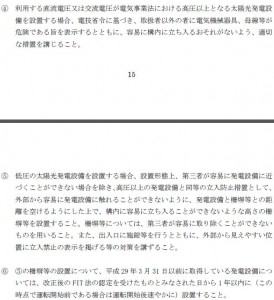 ④ 利用する直流電圧又は交流電圧が電気事業法における高圧以上となる太陽光発電設
備を設置する場合、電技省令に基づき、取扱者以外の者に電気機械器具、母線等が
危険である旨を表示するとともに、容易に構内に立ち入るおそれがないよう、適切
な措置を講じること。
15
⑤ 低圧の太陽光発電設備を設置する場合、設置形態上、第三者が容易に発電設備に近
づくことができない場合を除き、高圧以上の発電設備と同等の立入防止措置として、
外部から容易に発電設備に触れることができないように、発電設備と柵塀等との距
離を空けるようにした上で、構内に容易に立ち入ることができないような高さの柵
塀等を設置すること。柵塀等については、第三者が容易に取り除くことができない
ものを用いること。また、出入口に施錠等を行うとともに、外部から見えやすい位
置に立入禁止の表示を掲げる等の対策を講ずること。
⑥ ⑤の柵塀等の設置について、平成 29 年 3 月 31 日以前に取得している発電設備につ
いては、改正後の FIT 法の認定を受けたものとみなされた日から 1 年以内に（この
時点で運転開始前である場合は運転開始後速やかに）設置すること。